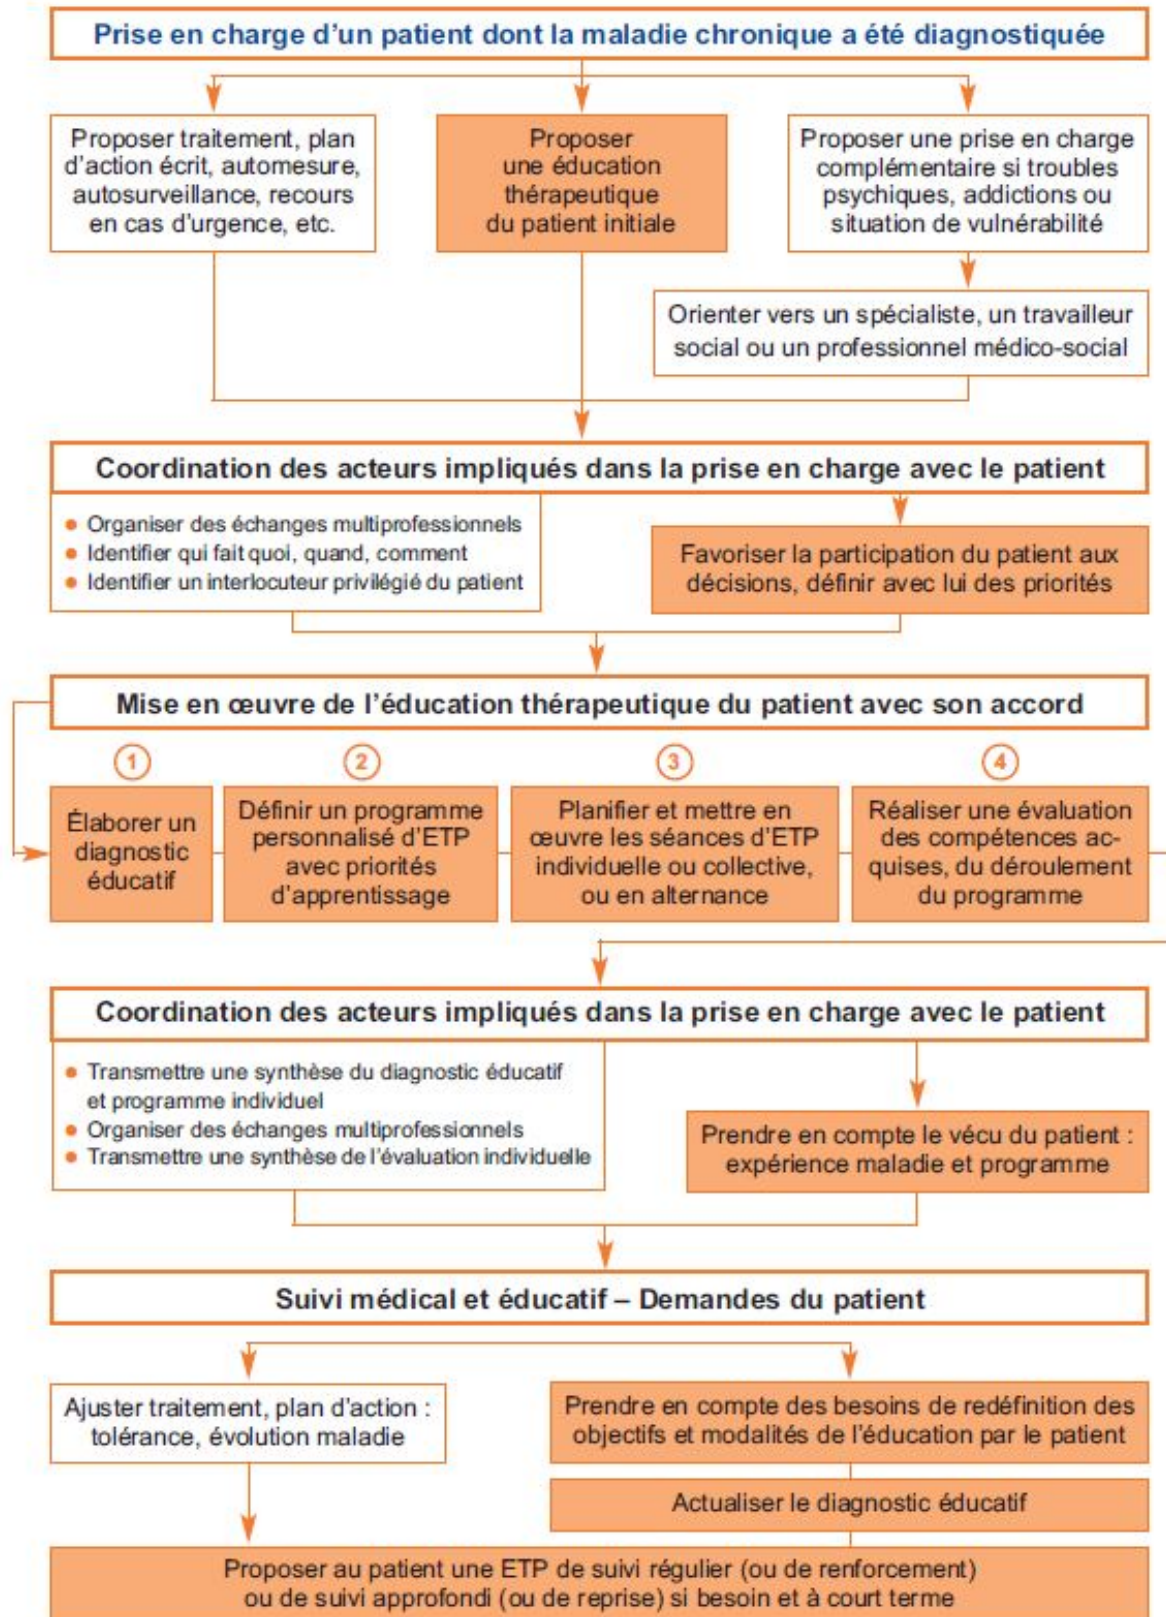 Prise en charge d'un patient dont la maladie chronique a été diagnostiquée
Proposer traitement, plan
d'action écrit, automesure,
autosurveillance, recours
en cas d'urgence, etc.
Proposer
une éducation
thérapeutique
du patient initiale
Proposer une prise en charge
complémentaire si troubles
psychiques, addictions ou
situation de vulnérabilité
Orienter vers un spécialiste, un travailleur
social ou un professionnel médico-social
Coordination des acteurs impliqués dans la prise en charge avec le patient
• Organiser des échanges multiprofessionnels
• Identifier qui fait quoi, quand, comment
• Identifier un interlocuteur privilégié du patient
Favoriser la participation du patient aux
décisions, définir avec lui des priorités
Mise en œuvre de l'éducation thérapeutique du patient avec son accord
1
Élaborer un
diagnostic
éducatif
2
Définir un programme
personnalisé d'ETP
avec priorités
d'apprentissage
3
Planifier et mettre en
œuvre les séances d'ETP
individuelle ou collective,
ou en alternance
4
Réaliser une évaluation
des compétences ac-
quises, du déroulement
du programme
Coordination des acteurs impliqués dans la prise en charge avec le patient
• Transmettre une synthèse du diagnostic éducatif
et programme individuel
• Organiser des échanges multiprofessionnels
• Transmettre une synthèse de l'évaluation individuelle
Prendre en compte le vécu du patient :
expérience maladie et programme
Suivi médical et éducatif – Demandes du patient
Ajuster traitement, plan d'action :
tolérance, évolution maladie
Prendre en compte des besoins de redéfinition des
objectifs et modalités de l'éducation par le patient
Actualiser le diagnostic éducatif
Proposer au patient une ETP de suivi régulier (ou de renforcement)
ou de suivi approfondi (ou de reprise) si besoin et à court terme